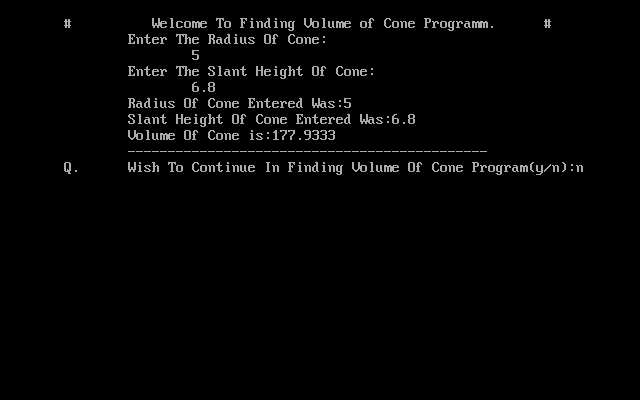 # Welcome To Finding Volume of Cone Programm. #
Enter The Radius Of Cone:
5
Enter The Slant Height Of Cone:
6.8
Radius Of Cone Entered Was:5
Slant Height Of Cone Entered Was:6.8
Volume Of Cone is:177.9333
---------------------------------------------
Q. Wish To Continue In Finding Volume Of Cone Program(y/n):n